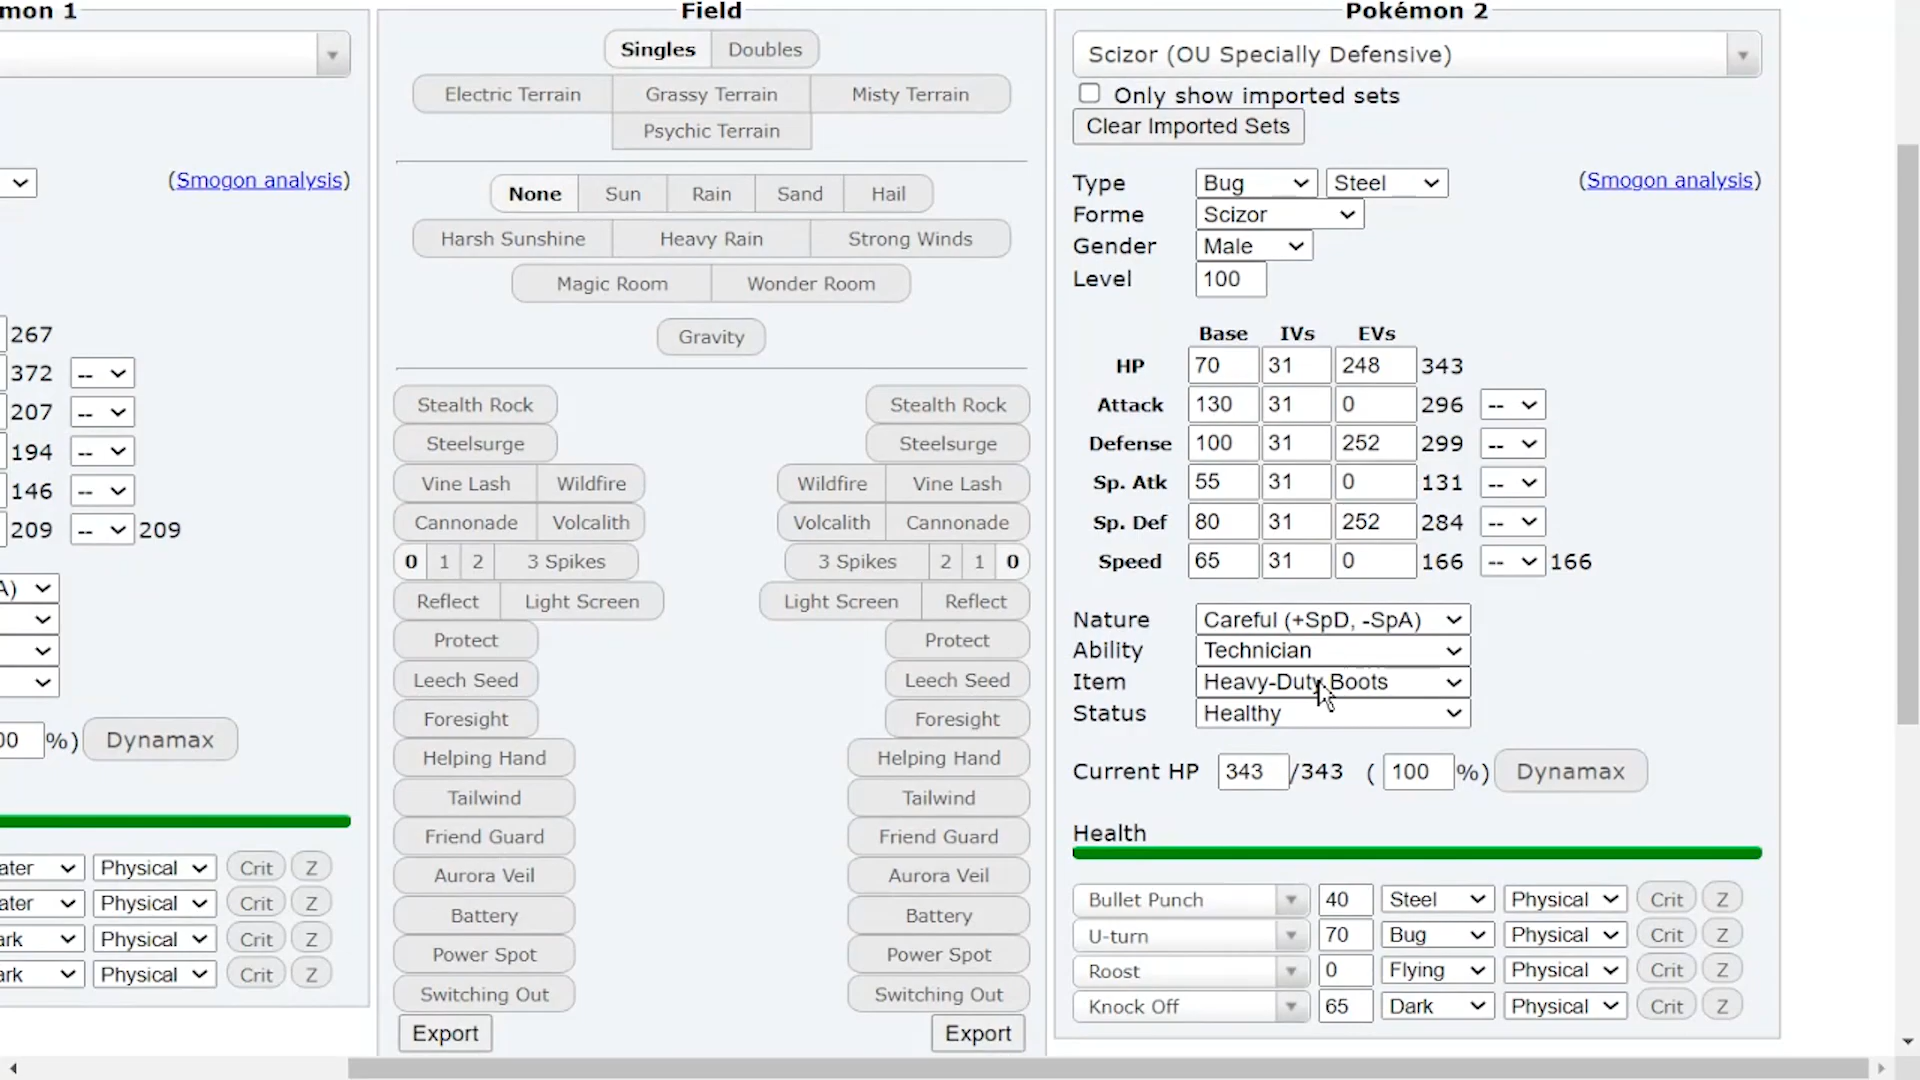 mon 1
(Smogon analysis)
267
372 --
207 --
194 --
146 --
209 -- 209
A)
00 %) Dynamax
ater Physical Crit Z
ater Physical Crit Z
ark Physical Crit Z
ark Physical Crit Z
Field
Singles Doubles
Electric Terrain Grassy Terrain Misty Terrain
Psychic Terrain
None Sun Rain Sand Hail
Harsh Sunshine Heavy Rain Strong Winds
Magic Room Wonder Room
Gravity
Stealth Rock Stealth Rock
Steelsurge Steelsurge
Vine Lash Wildfire Wildfire Vine Lash
Cannonade Volcalith Volcalith Cannonade
0 1 2 3 Spikes 3 Spikes 2 1 0
Reflect Light Screen Light Screen Reflect
Protect Protect
Leech Seed Leech Seed
Foresight Foresight
Helping Hand Helping Hand
Tailwind Tailwind
Friend Guard Friend Guard
Aurora Veil Aurora Veil
Battery Battery
Power Spot Power Spot
Switching Out Switching Out
Export Export
Pokémon 2
Scizor (OU Specially Defensive)
Only show imported sets
Clear Imported Sets
Type Bug Steel (Smogon analysis)
Forme Scizor
Gender Male
Level 100
Base IVs EVs
HP 70 31 248 343
Attack 130 31 0 296 --
Defense 100 31 252 299 --
Sp. Atk 55 31 0 131 --
Sp. Def 80 31 252 284 --
Speed 65 31 0 166 -- 166
Nature Careful (+SpD, -SpA)
Ability Technician
Item Heavy-Duty Boots
Status Healthy
Current HP 343 /343 ( 100 %) Dynamax
Health
Bullet Punch 40 Steel Physical Crit Z
U-turn 70 Bug Physical Crit Z
Roost 0 Flying Physical Crit Z
Knock Off 65 Dark Physical Crit Z